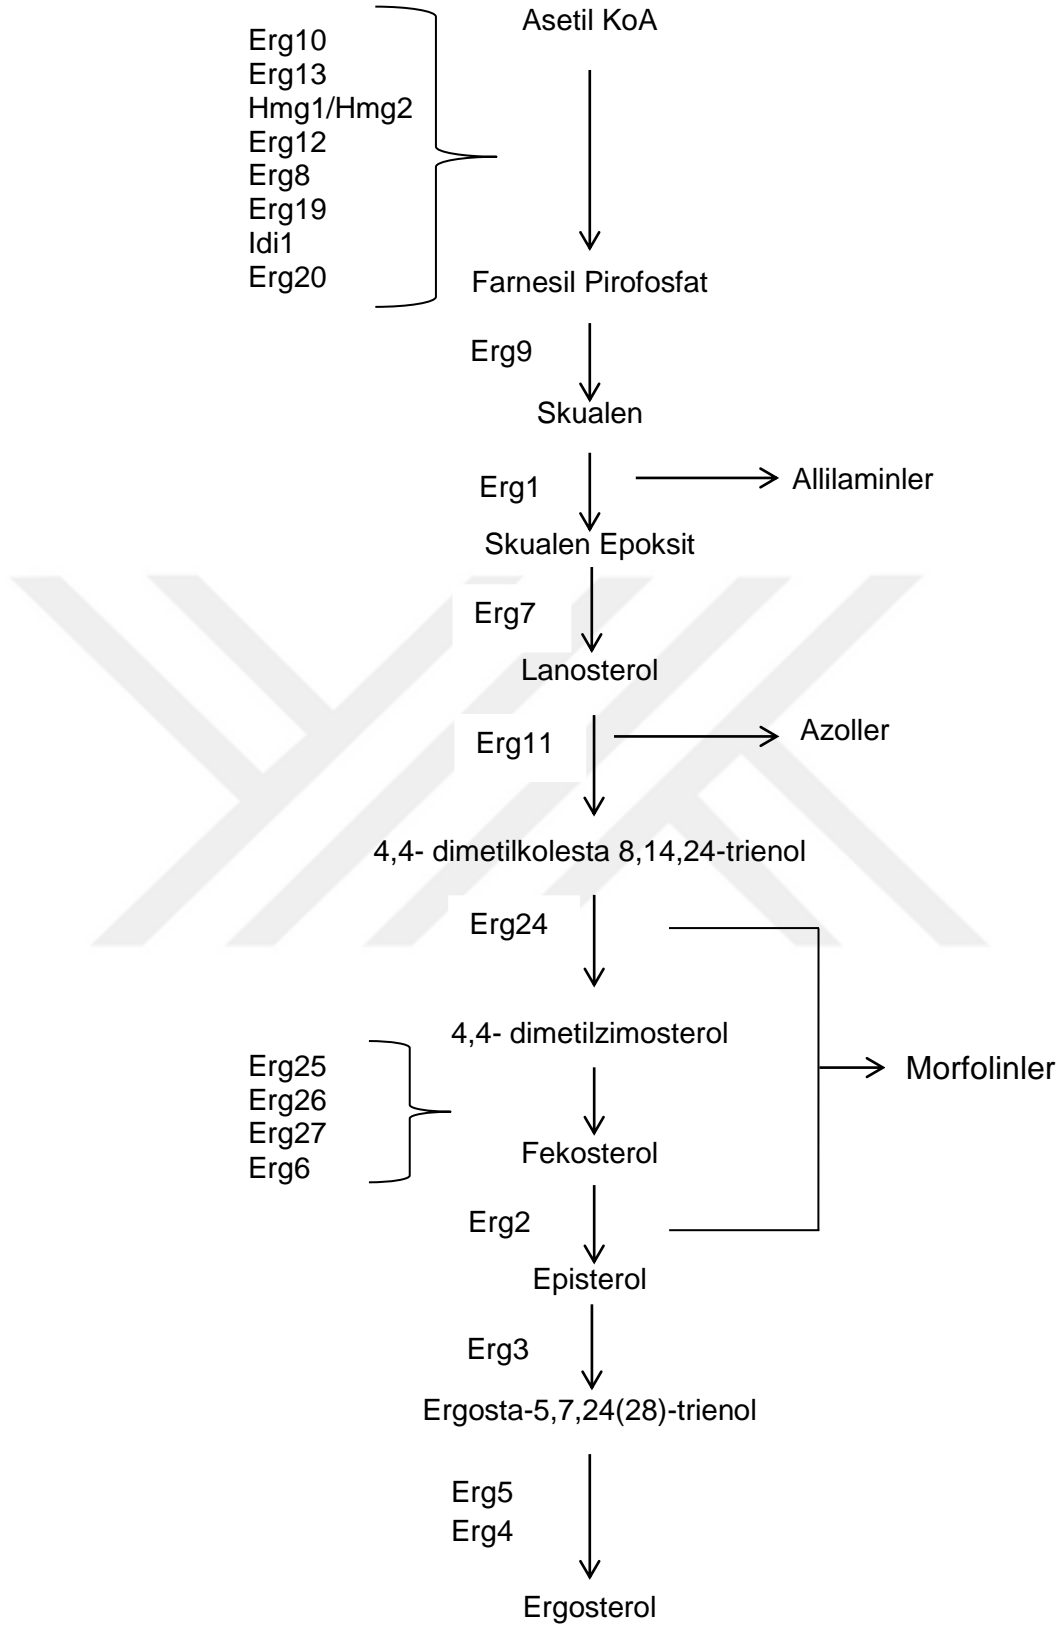 Asetil KoA
Erg10
Erg13
Hmg1/Hmg2
Erg12
Erg8
Erg19
Idi1
Erg20
Farnesil Pirofosfat
Erg9
Skualen
Erg1
Allilaminler
Skualen Epoksit
Erg7
Lanosterol
Erg11
Azoller
4,4- dimetilkolesta 8,14,24-trienol
Erg24
4,4- dimetilzimosterol
Erg25
Erg26
Erg27
Erg6
Morfolinler
Fekosterol
Erg2
Episterol
Erg3
Ergosta-5,7,24(28)-trienol
Erg5
Erg4
Ergosterol